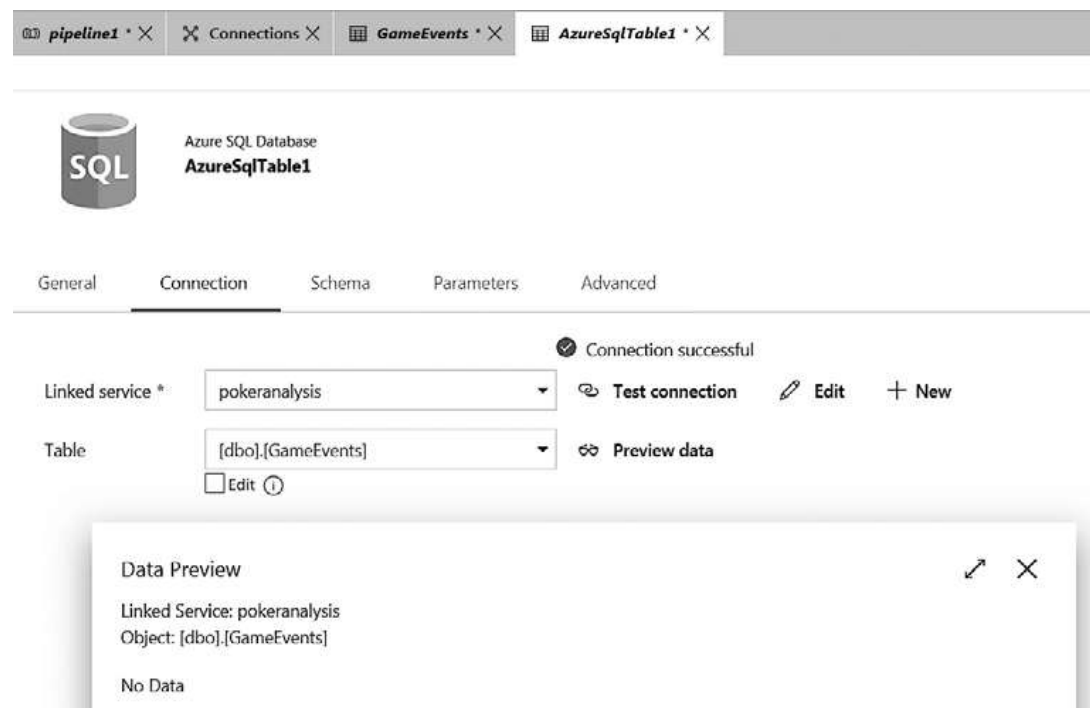 pipeline1 * Connections GameEvents * AzureSqlTable1 *
Azure SQL Database
SQL AzureSqlTable1
General Connection Schema Parameters Advanced
Connection successful
Linked service * pokeranalysis Test connection Edit + New
Table [dbo].[GameEvents] Preview data
Edit
Data Preview
Linked Service: pokeranalysis
Object: [dbo].[GameEvents]
No Data